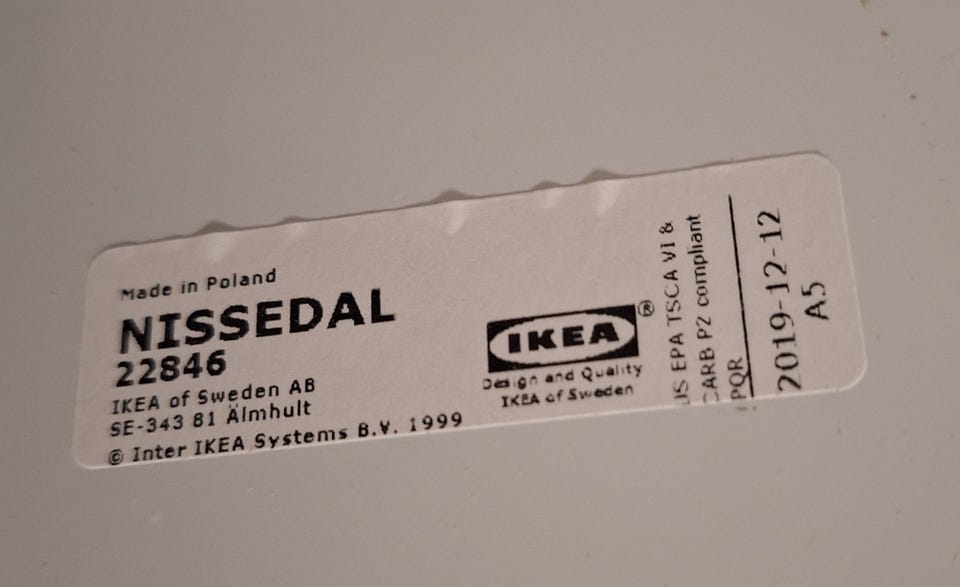 Made in Poland
NISSEDAL
22846
IKEA of Sweden AB
SE-343 81 Älmhult
© Inter IKEA Systems B.V. 1999
IKEA®
Design and Quality
IKEA of Sweden
US EPA TSCA VI &
CARB P2 compliant
PQR
2019-12-12
A5